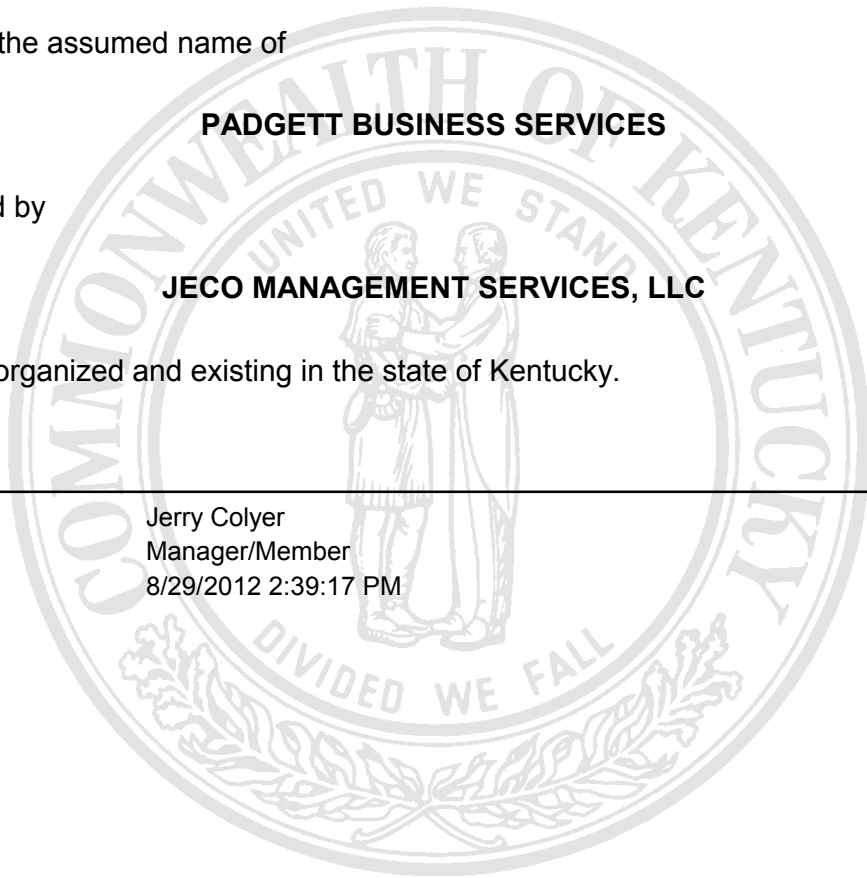 the assumed name of
PADGETT BUSINESS SERVICES
d by
JECO MANAGEMENT SERVICES, LLC
organized and existing in the state of Kentucky.
Jerry Colyer
Manager/Member
8/29/2012 2:39:17 PM
COMMONWEALTH OF KENTUCKY
UNITED WE STAND
DIVIDED WE FALL